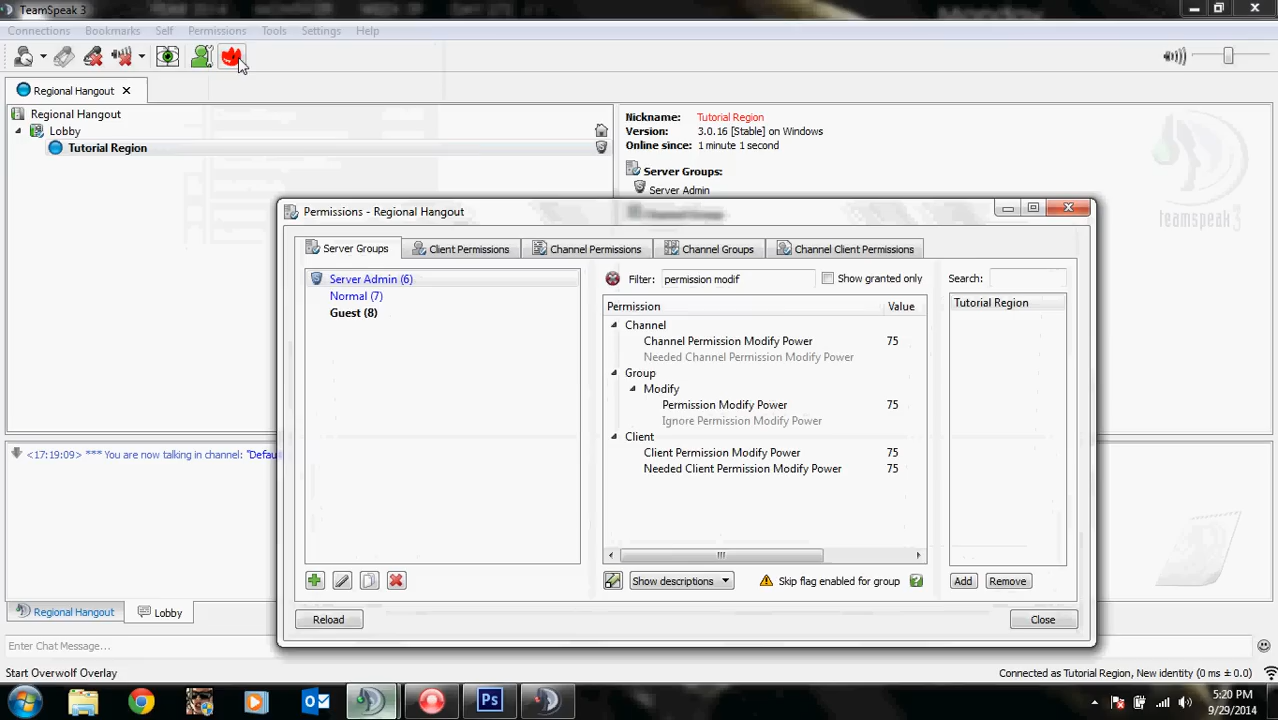 TeamSpeak 3
Connections Bookmarks Self Permissions Tools Settings Help
Regional Hangout
Regional Hangout
Lobby
Tutorial Region
Nickname: Tutorial Region
Version: 3.0.16 [Stable] on Windows
Online since: 1 minute 1 second
Server Groups:
Server Admin
teamspeak3
Permissions - Regional Hangout
Server Groups Client Permissions Channel Permissions Channel Groups Channel Client Permissions
Server Admin (6)
Normal (7)
Guest (8)
Filter: permission modif Show granted only
Permission Value
Channel
Channel Permission Modify Power 75
Needed Channel Permission Modify Power
Group
Modify
Permission Modify Power 75
Ignore Permission Modify Power
Client
Client Permission Modify Power 75
Needed Client Permission Modify Power 75
Search:
Tutorial Region
Show descriptions Skip flag enabled for group
Add Remove
Reload Close
<17:19:09> *** You are now talking in channel: "Defau
Regional Hangout Lobby
Enter Chat Message...
Start Overwolf Overlay
Connected as Tutorial Region, New identity (0 ms ± 0.0)
Ps
5:20 PM
9/29/2014